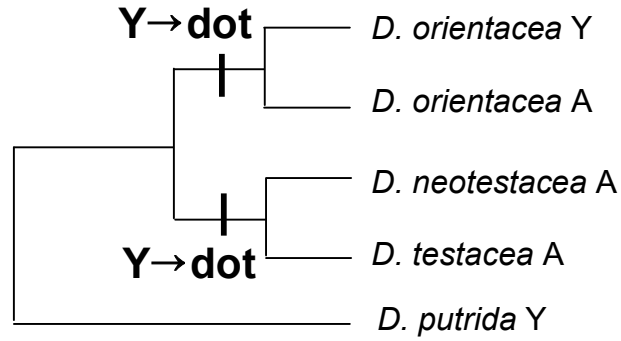 Y→dot
D. orientacea Y
D. orientacea A
D. neotestacea A
Y→dot
D. testacea A
D. putrida Y